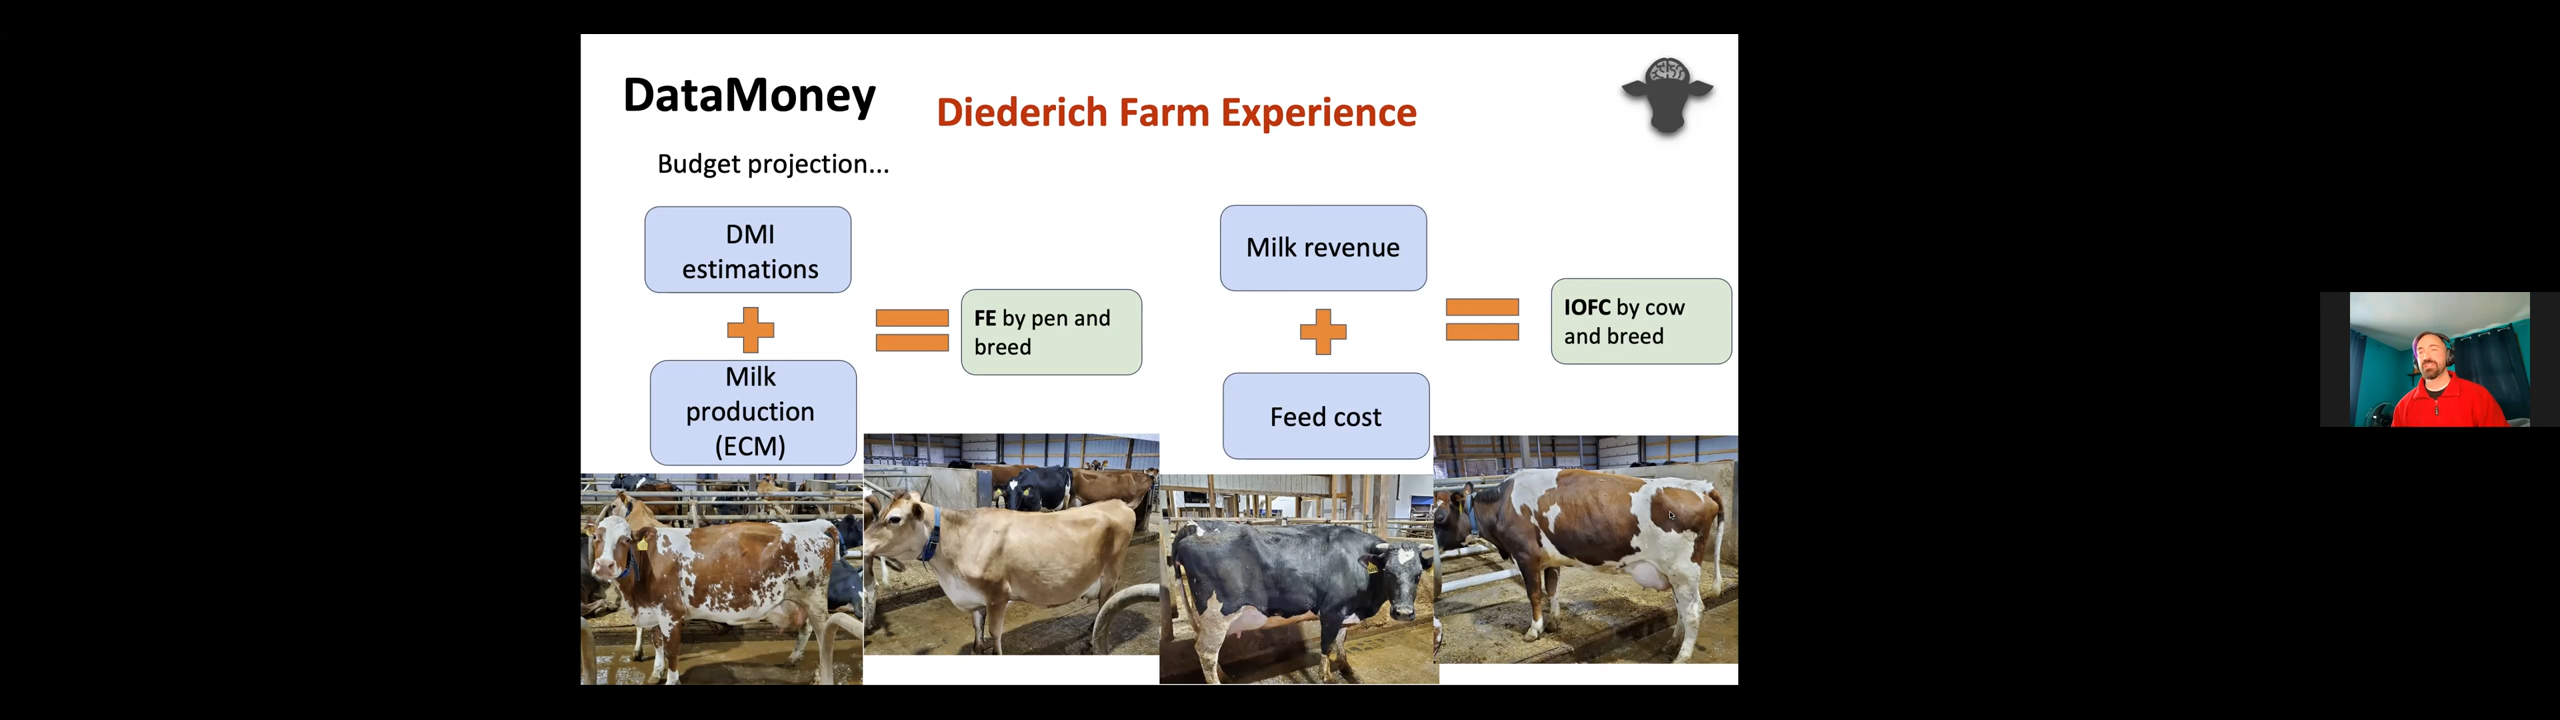 DataMoney
Diederich Farm Experience
Budget projection...
DMI
estimations
Milk
production
(ECM)
FE by pen and
breed
Milk revenue
Feed cost
IOFC by cow
and breed